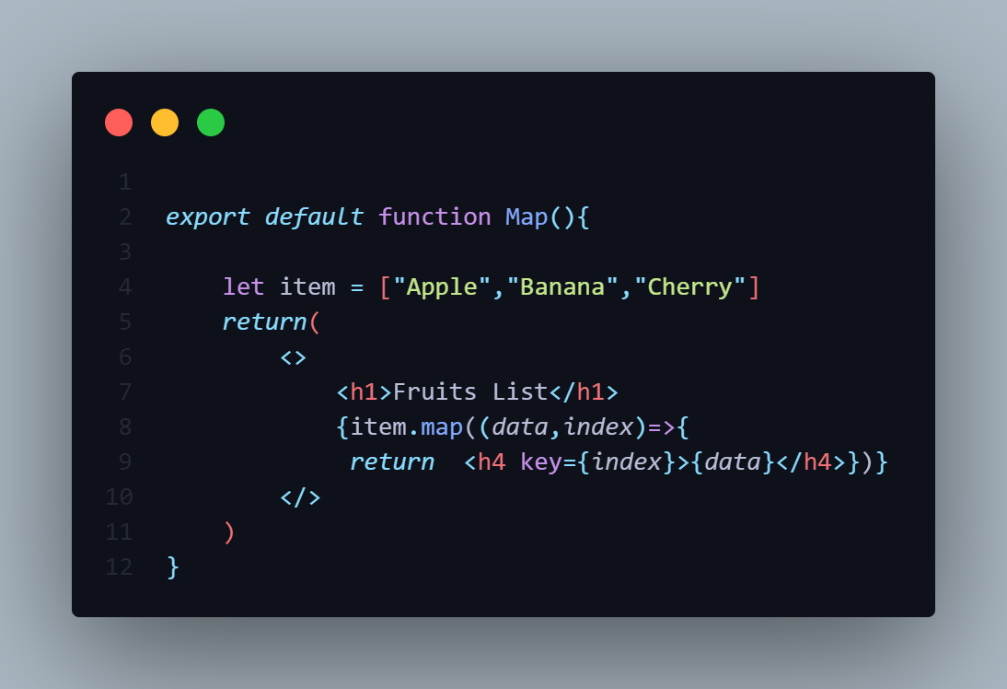 1
2 export default function Map(){
3
4     let item = ["Apple","Banana","Cherry"]
5     return(
6         <>
7             <h1>Fruits List</h1>
8             {item.map((data,index)=>{
9              return  <h4 key={index}>{data}</h4>})}
10         </>
11     )
12 }